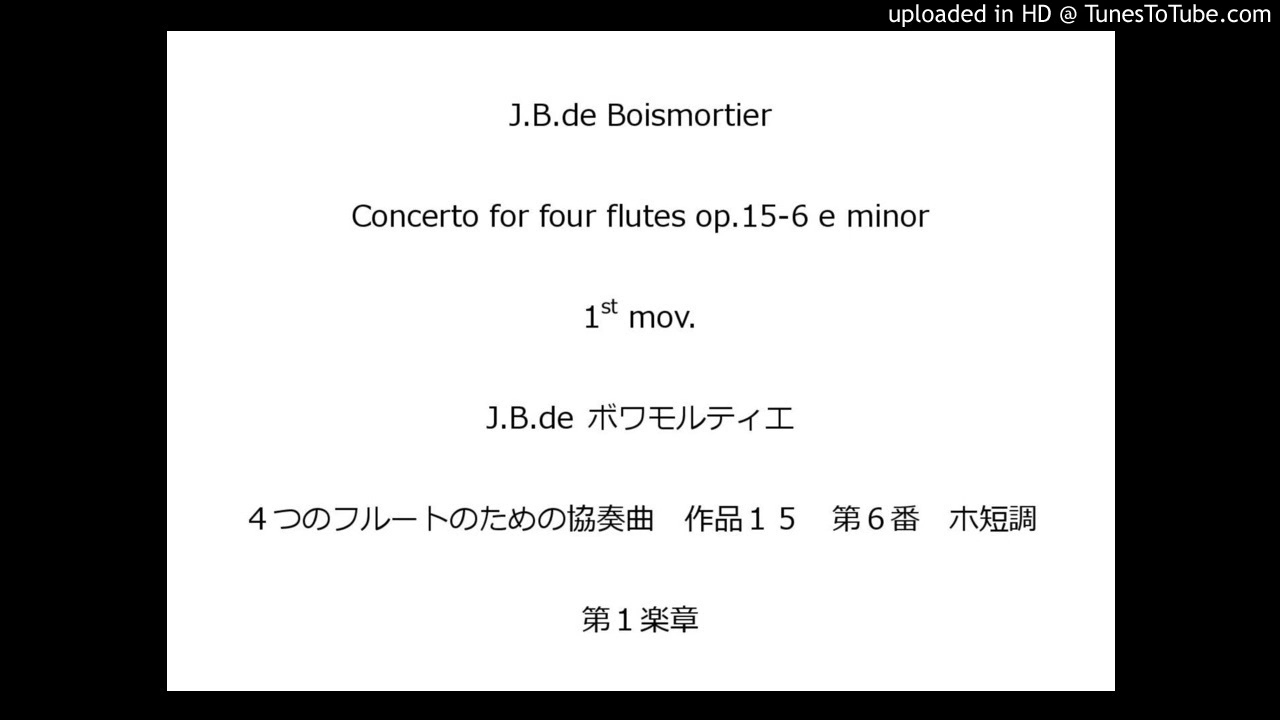 uploaded in HD @ TunesToTube.com
J.B.de Boismortier
Concerto for four flutes op.15-6 e minor
1st mov.
J.B.de ボワモルティエ
４つのフルートのための協奏曲　作品１５　第６番　ホ短調
第１楽章